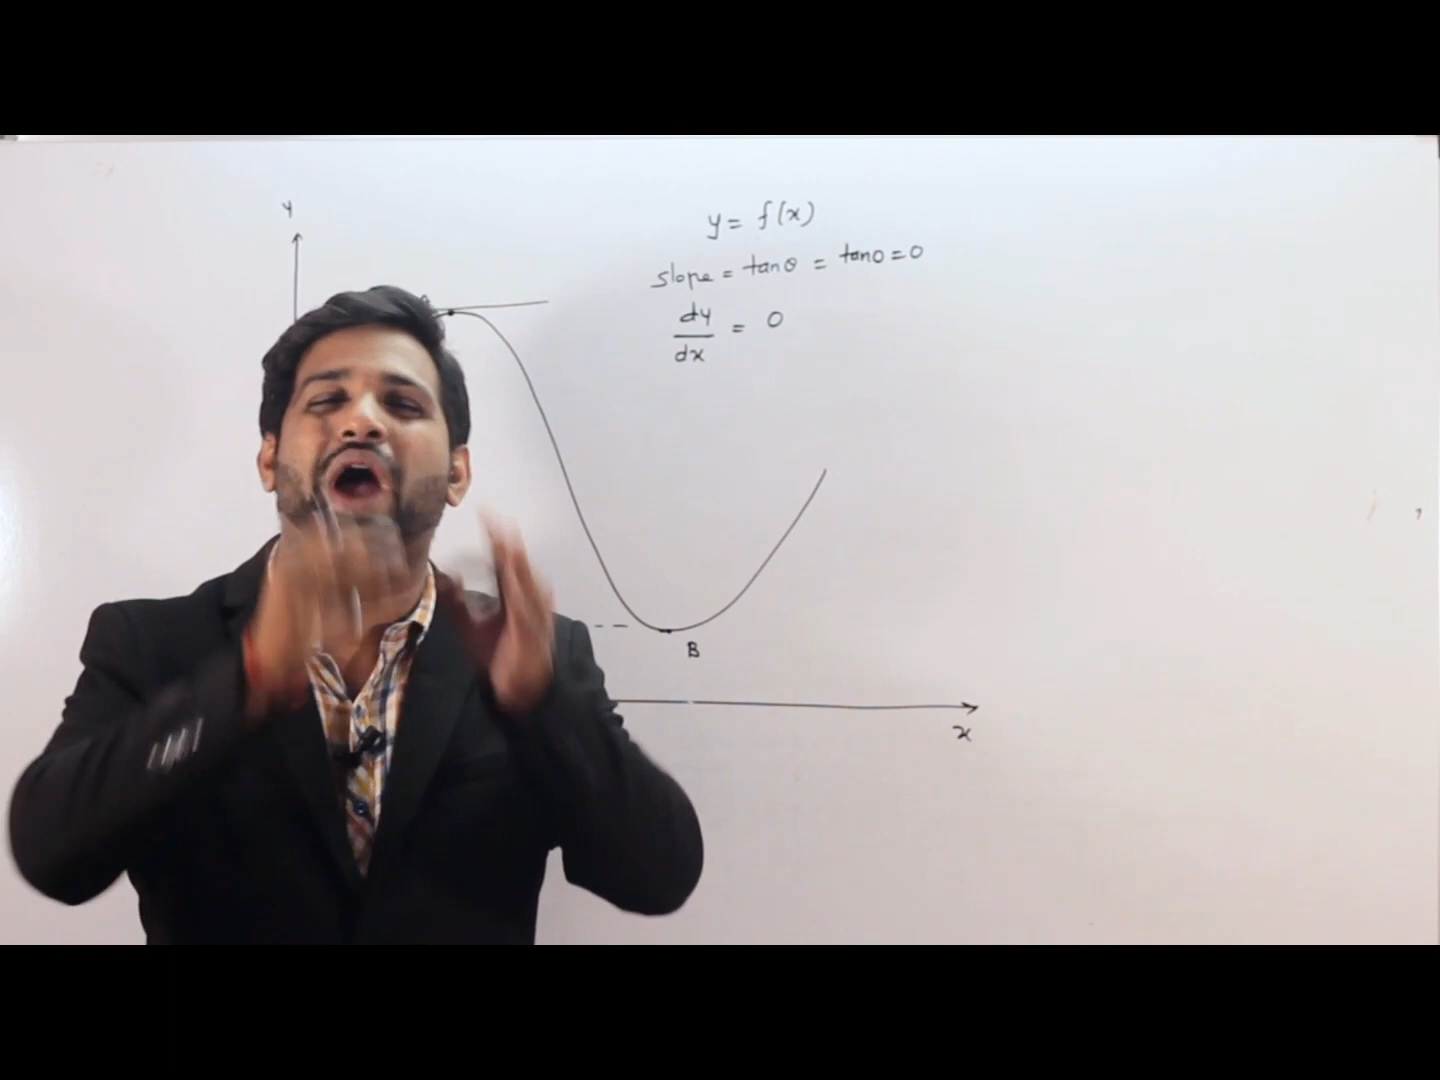 y
y = f(x)
slope = tanθ = tan0 = 0
dy/dx = 0
B
x